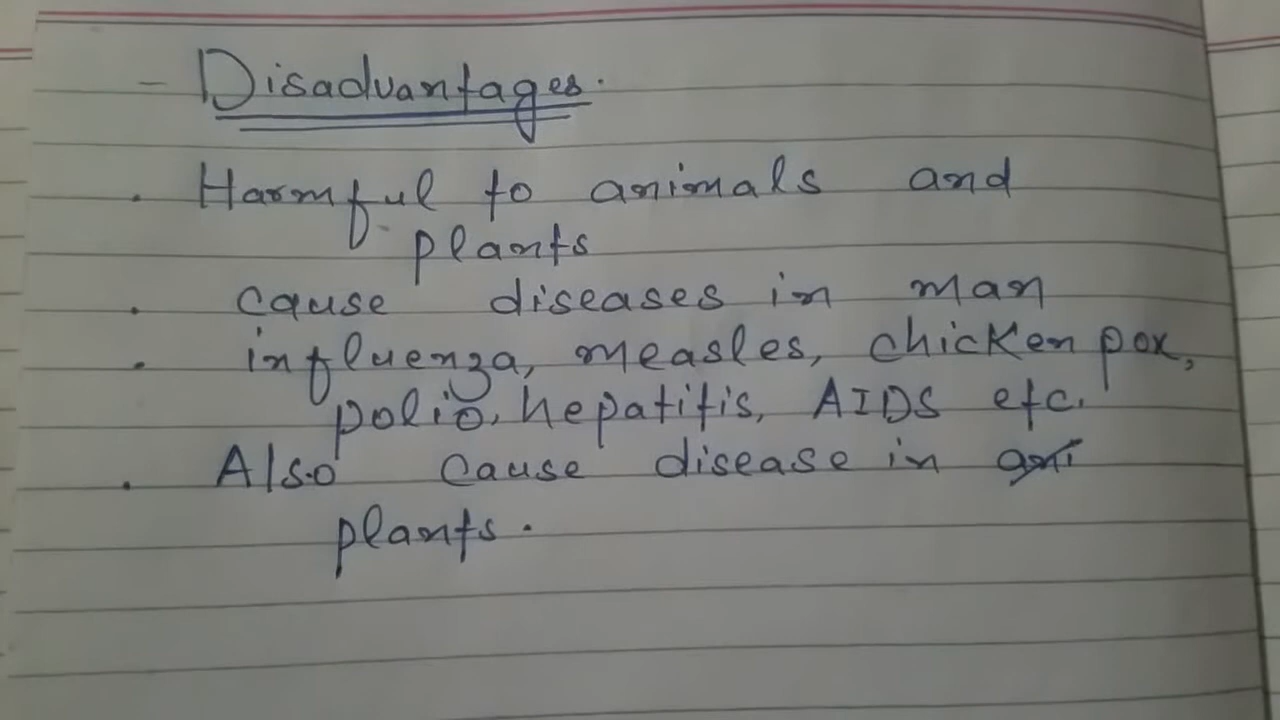 - Disadvantages.
. Harmful to animals and
plants
. cause diseases in man
. influenza, measles, chicken pox,
polio, hepatitis, AIDS etc.
. Also cause disease in ani
plants.